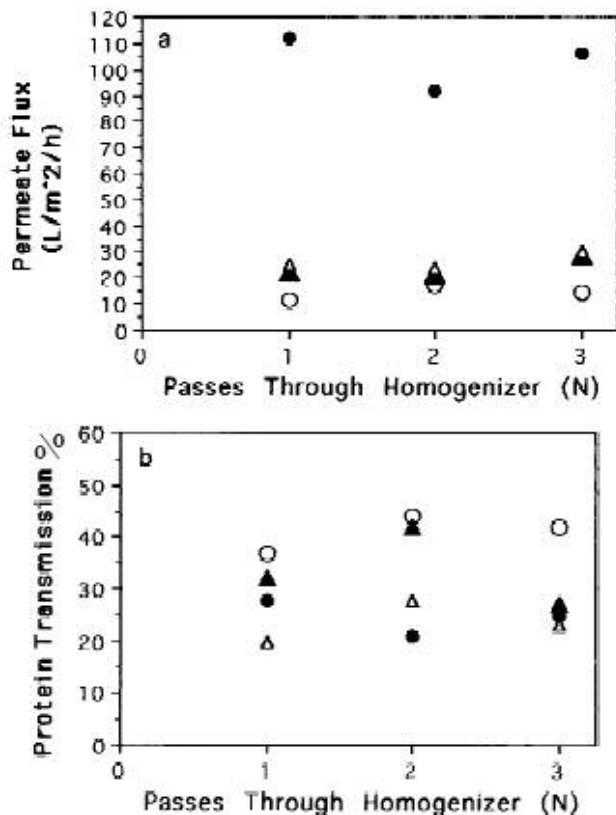 a
Permeate Flux
(L/m^2/h)
120
110
100
90
80
70
60
50
40
30
20
10
0
0 1 2 3
Passes Through Homogenizer (N)
b
Protein Transmission %
60
50
40
30
20
10
0
0 1 2 3
Passes Through Homogenizer (N)